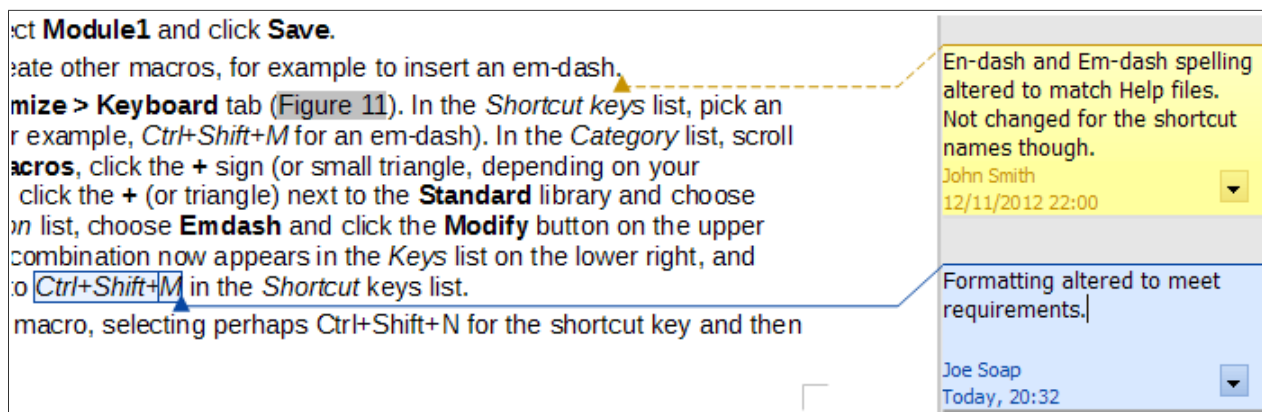 ct Module1 and click Save.
eate other macros, for example to insert an em-dash.
mize > Keyboard tab (Figure 11). In the Shortcut keys list, pick an
r example, Ctrl+Shift+M for an em-dash). In the Category list, scroll
acros, click the + sign (or small triangle, depending on your
click the + (or triangle) next to the Standard library and choose
on list, choose Emdash and click the Modify button on the upper
combination now appears in the Keys list on the lower right, and
to Ctrl+Shift+M in the Shortcut keys list.
macro, selecting perhaps Ctrl+Shift+N for the shortcut key and then
En-dash and Em-dash spelling
altered to match Help files.
Not changed for the shortcut
names though.
John Smith
12/11/2012 22:00
Formatting altered to meet
requirements.
Joe Soap
Today, 20:32